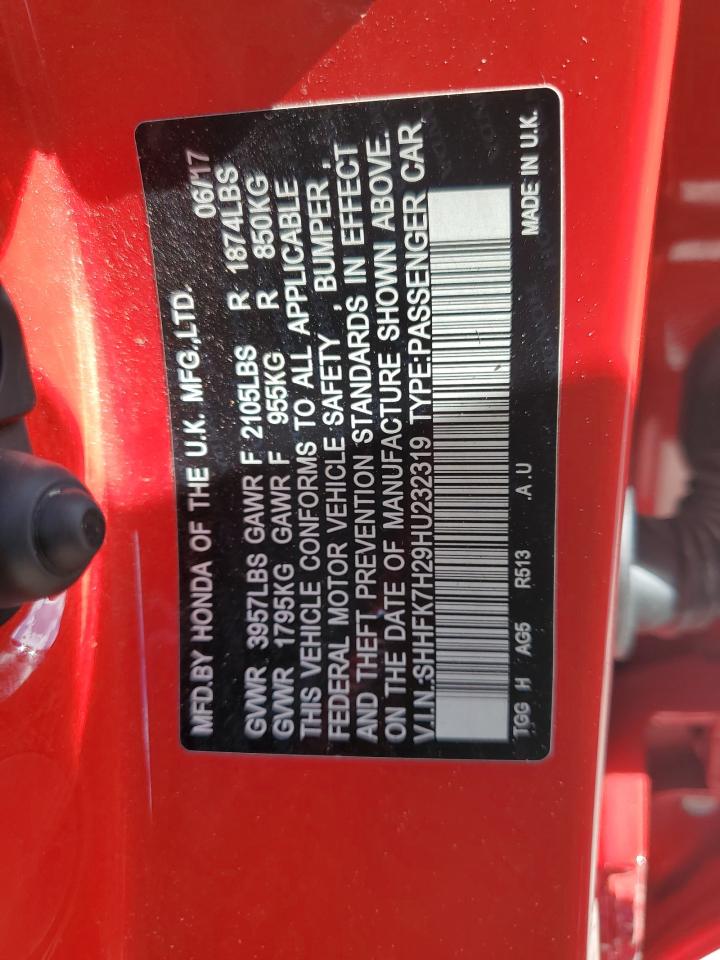 MFD.BY HONDA OF THE U.K. MFG.,LTD. 06/17
GVWR 3957LBS GAWR F 2105LBS R 1874LBS
GVWR 1795KG GAWR F 955KG R 850KG
THIS VEHICLE CONFORMS TO ALL APPLICABLE
FEDERAL MOTOR VEHICLE SAFETY , BUMPER ,
AND THEFT PREVENTION STANDARDS IN EFFECT
ON THE DATE OF MANUFACTURE SHOWN ABOVE.
V.I.N.:SHHFK7H29HU232319 TYPE:PASSENGER CAR
TGG H AG5 R513 A.U MADE IN U.K.